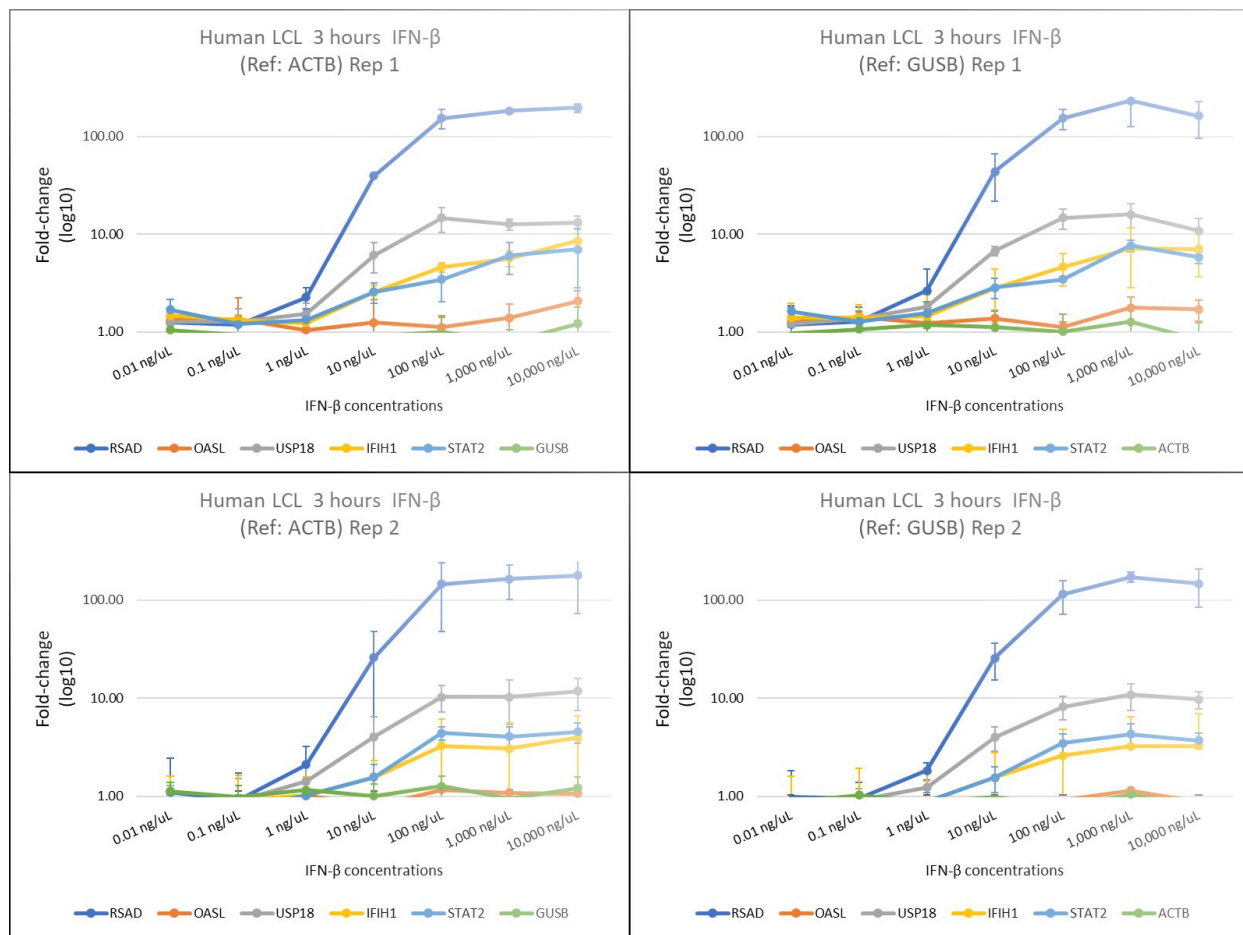 Human LCL 3 hours IFN-β
(Ref: ACTB) Rep 1
Fold-change
(log10)
100.00
10.00
1.00
0.01 ng/uL
0.1 ng/uL
1 ng/uL
10 ng/uL
100 ng/uL
1,000 ng/uL
10,000 ng/uL
IFN-β concentrations
RSAD OASL USP18 IFIH1 STAT2 GUSB
Human LCL 3 hours IFN-β
(Ref: GUSB) Rep 1
Fold-change
(log10)
100.00
10.00
1.00
0.01 ng/uL
0.1 ng/uL
1 ng/uL
10 ng/uL
100 ng/uL
1,000 ng/uL
10,000 ng/uL
IFN-β concentrations
RSAD OASL USP18 IFIH1 STAT2 ACTB
Human LCL 3 hours IFN-β
(Ref: ACTB) Rep 2
Fold-change
(log10)
100.00
10.00
1.00
0.01 ng/uL
0.1 ng/uL
1 ng/uL
10 ng/uL
100 ng/uL
1,000 ng/uL
10,000 ng/uL
IFN-β concentrations
RSAD OASL USP18 IFIH1 STAT2 GUSB
Human LCL 3 hours IFN-β
(Ref: GUSB) Rep 2
Fold-change
(log10)
100.00
10.00
1.00
0.01 ng/uL
0.1 ng/uL
1 ng/uL
10 ng/uL
100 ng/uL
1,000 ng/uL
10,000 ng/uL
IFN-β concentrations
RSAD OASL USP18 IFIH1 STAT2 ACTB